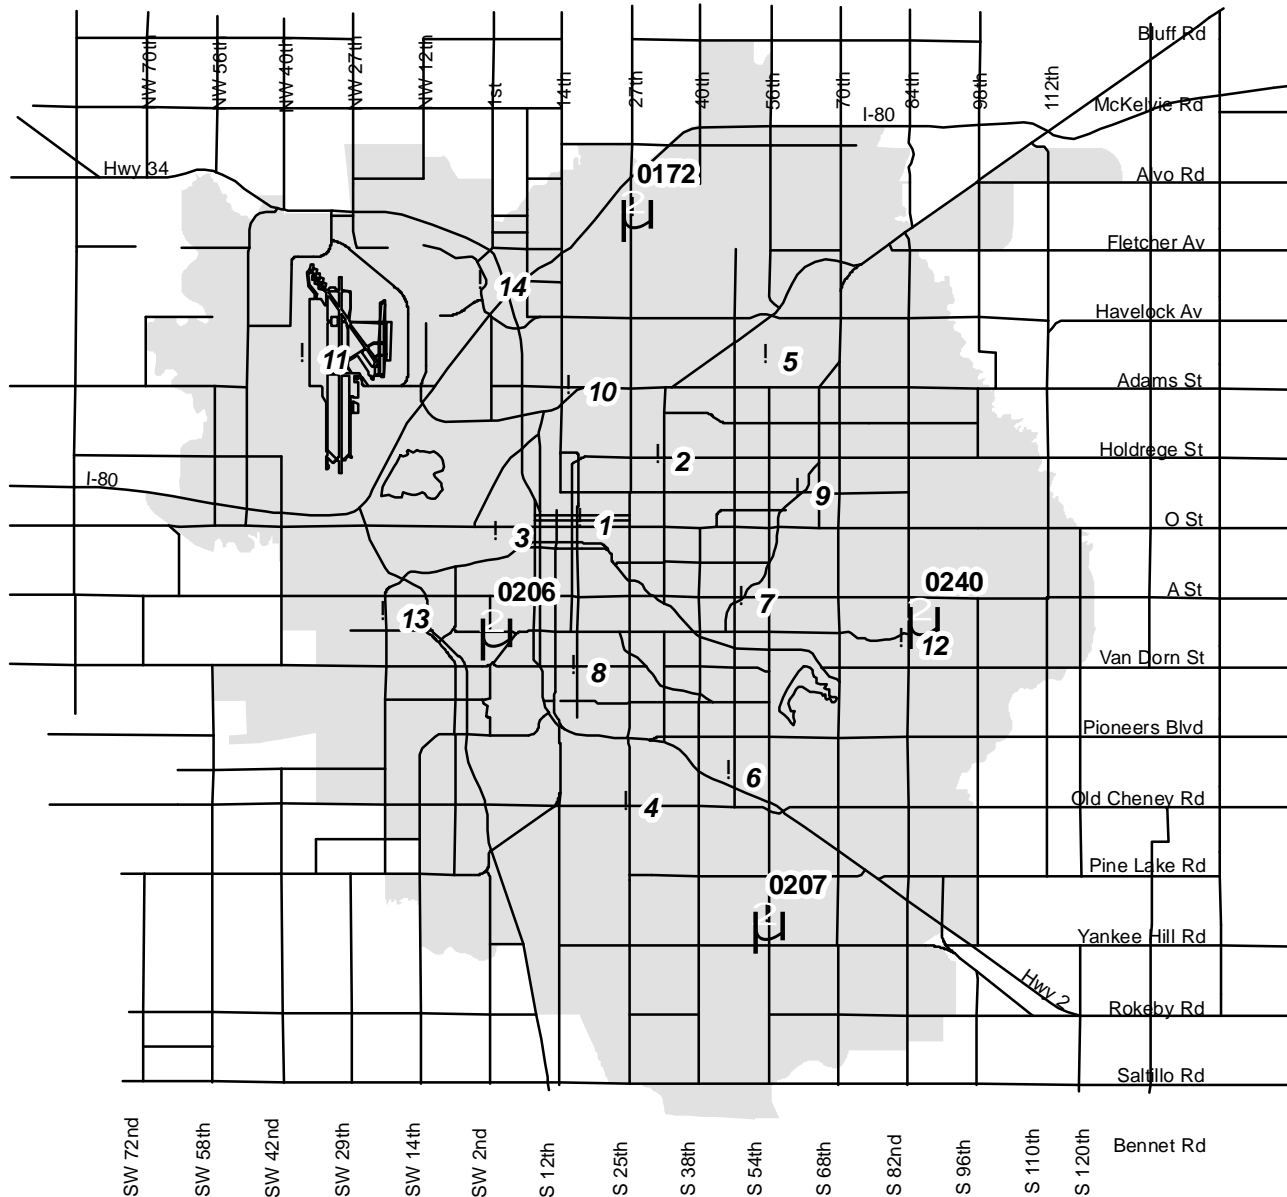 Bluff Rd
NW 70th
NW 56th
NW 40th
NW 27th
NW 12th
1st
14th
27th
40th
56th
70th
84th
98th
112th
McKelvie Rd
I-80
Hwy 34
0172
2
Alvo Rd
Fletcher Av
14
Havelock Av
11
5
10
Adams St
2
Holdrege St
I-80
9
1
O St
3
0206
2
0240
2
7
A St
13
12
8
Van Dorn St
Pioneers Blvd
6
4
Old Cheney Rd
Pine Lake Rd
0207
2
Yankee Hill Rd
Hwy 2
Rokeby Rd
Saltillo Rd
SW 72nd
SW 58th
SW 42nd
SW 29th
SW 14th
SW 2nd
S 12th
S 25th
S 38th
S 54th
S 68th
S 82nd
S 96th
S 110th
S 120th
Bennet Rd